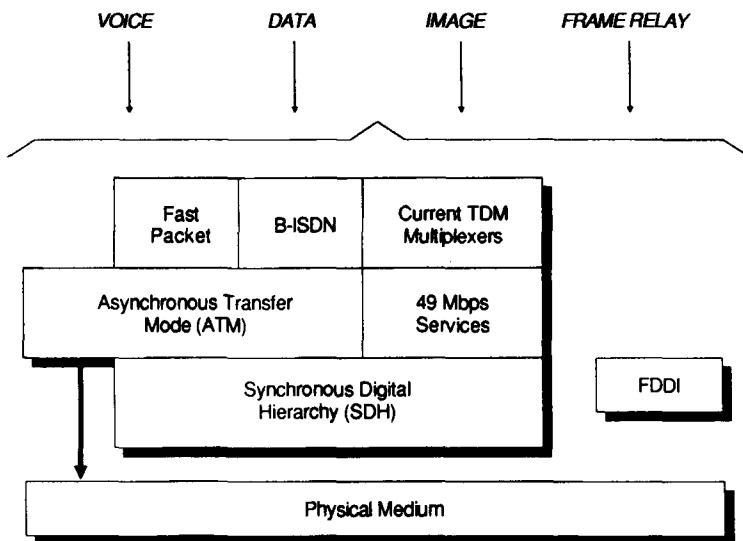 VOICE DATA IMAGE FRAME RELAY
Fast
Packet
B-ISDN
Current TDM
Multiplexers
Asynchronous Transfer
Mode (ATM)
49 Mbps
Services
Synchronous Digital
Hierarchy (SDH)
FDDI
Physical Medium